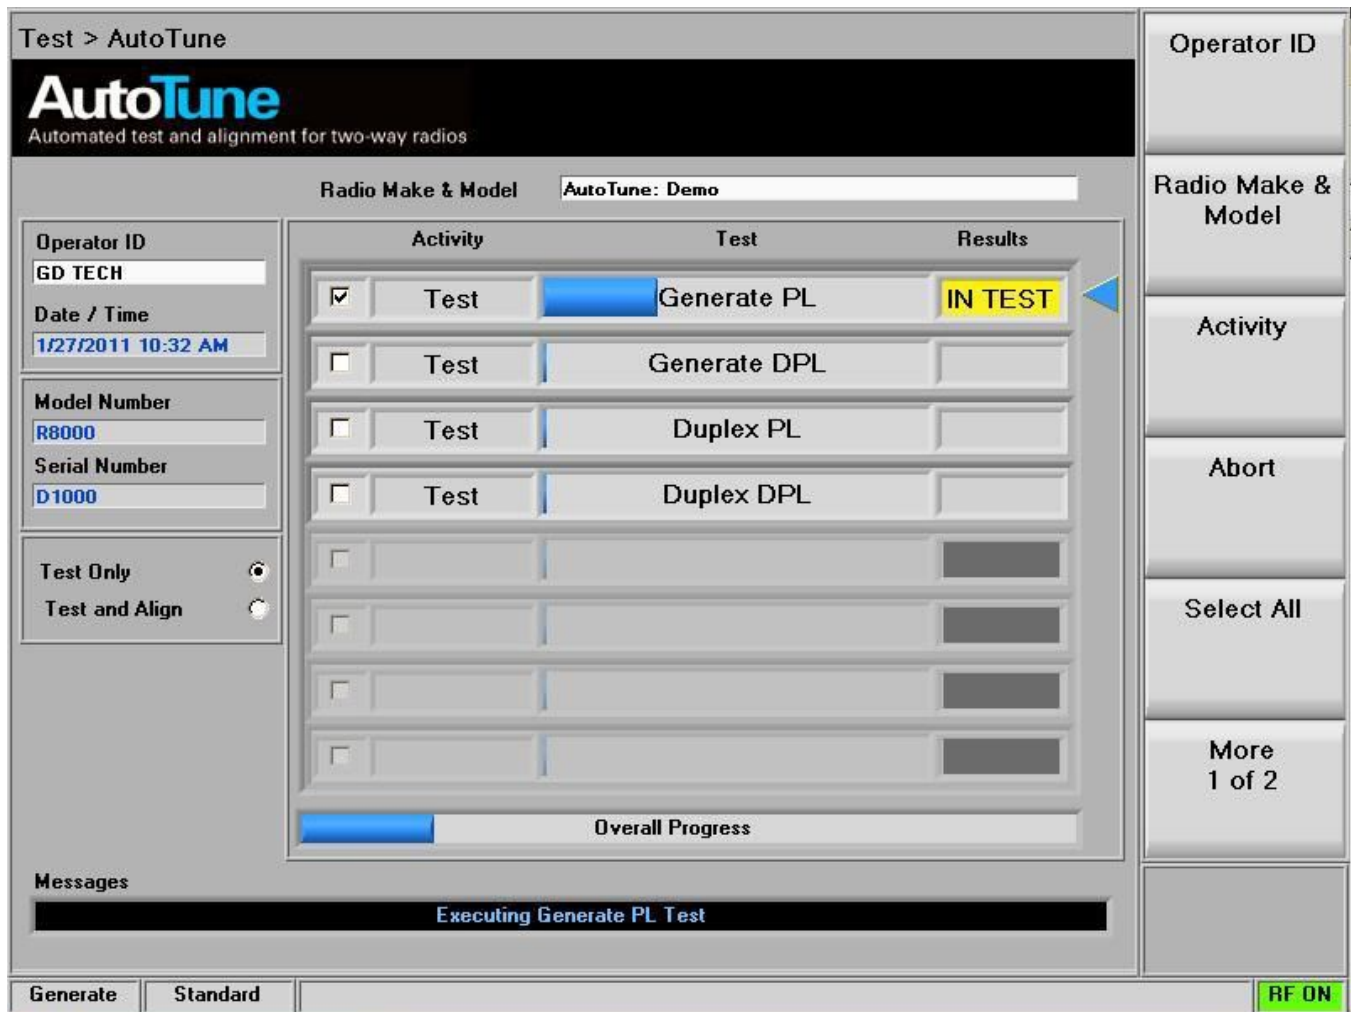 Test > AutoTune
AutoTune
Automated test and alignment for two-way radios
Radio Make & Model
AutoTune: Demo
Operator ID
GD TECH
Date / Time
1/27/2011 10:32 AM
Model Number
R8000
Serial Number
D1000
Test Only
Test and Align
Activity Test Results
Test Generate PL IN TEST
Test Generate DPL
Test Duplex PL
Test Duplex DPL
Overall Progress
Messages
Executing Generate PL Test
Generate Standard RF ON
Operator ID
Radio Make &
Model
Activity
Abort
Select All
More
1 of 2